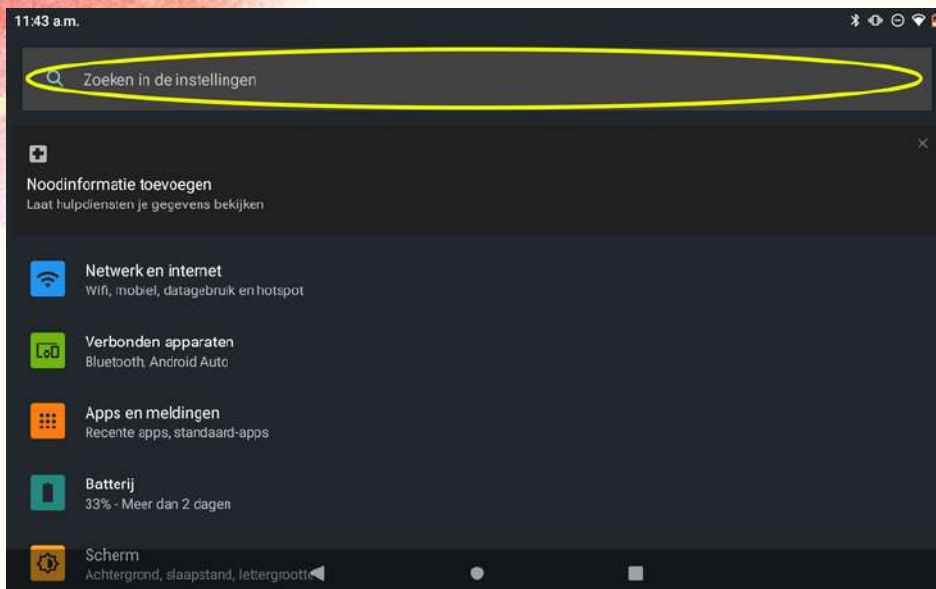 11:43 a.m.
Zoeken in de instellingen
Noodinformatie toevoegen
Laat hulpdiensten je gegevens bekijken
Netwerk en internet
Wifi, mobiel, datagebruik en hotspot
Verbonden apparaten
Bluetooth, Android Auto
Apps en meldingen
Recente apps, standaard-apps
Batterij
33% - Meer dan 2 dagen
Scherm
Achtergrond, slaapstand, lettergrootte